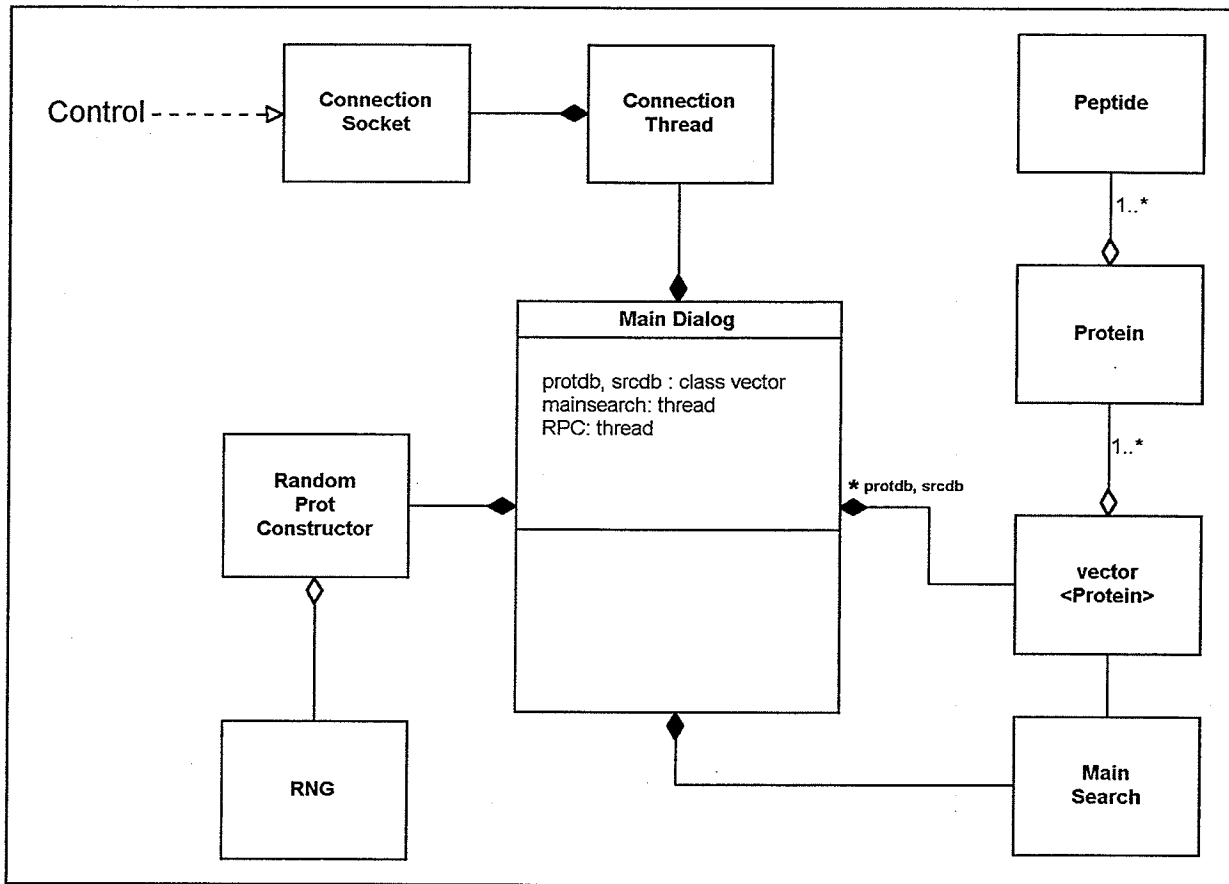 Control
Connection
Socket
Connection
Thread
Peptide
1..*
Protein
1..*
Main Dialog
protdb, srcdb : class vector
mainsearch: thread
RPC: thread
* protdb, srcdb
Random
Prot
Constructor
vector
<Protein>
RNG
Main
Search